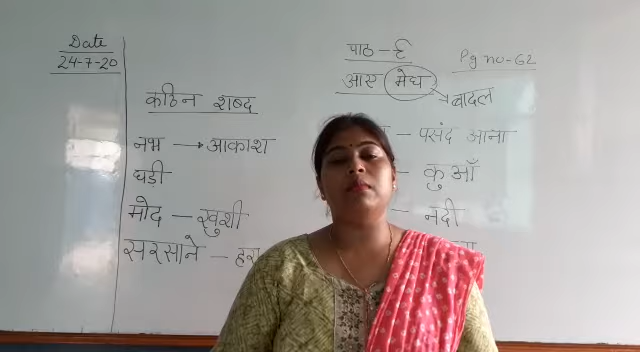 Date
24-7-20
पाठ-९
Pg no-62
आए मेघ
→ बादल
कठिन शब्द
नभ → आकाश
घड़ी
मोद - खुशी
सरसाने - हरा
- पसंद आना
- कुआँ
- नदी